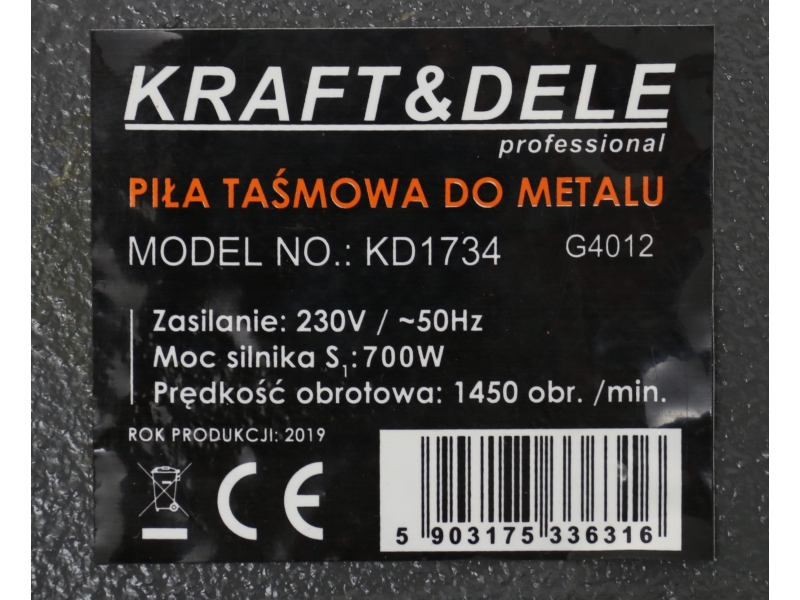 KRAFT&DELE
professional
PIŁA TAŚMOWA DO METALU
MODEL NO.: KD1734 G4012
Zasilanie: 230V / ~50Hz
Moc silnika S1: 700W
Prędkość obrotowa: 1450 obr. /min.
ROK PRODUKCJI: 2019
CE
5 903175 336316